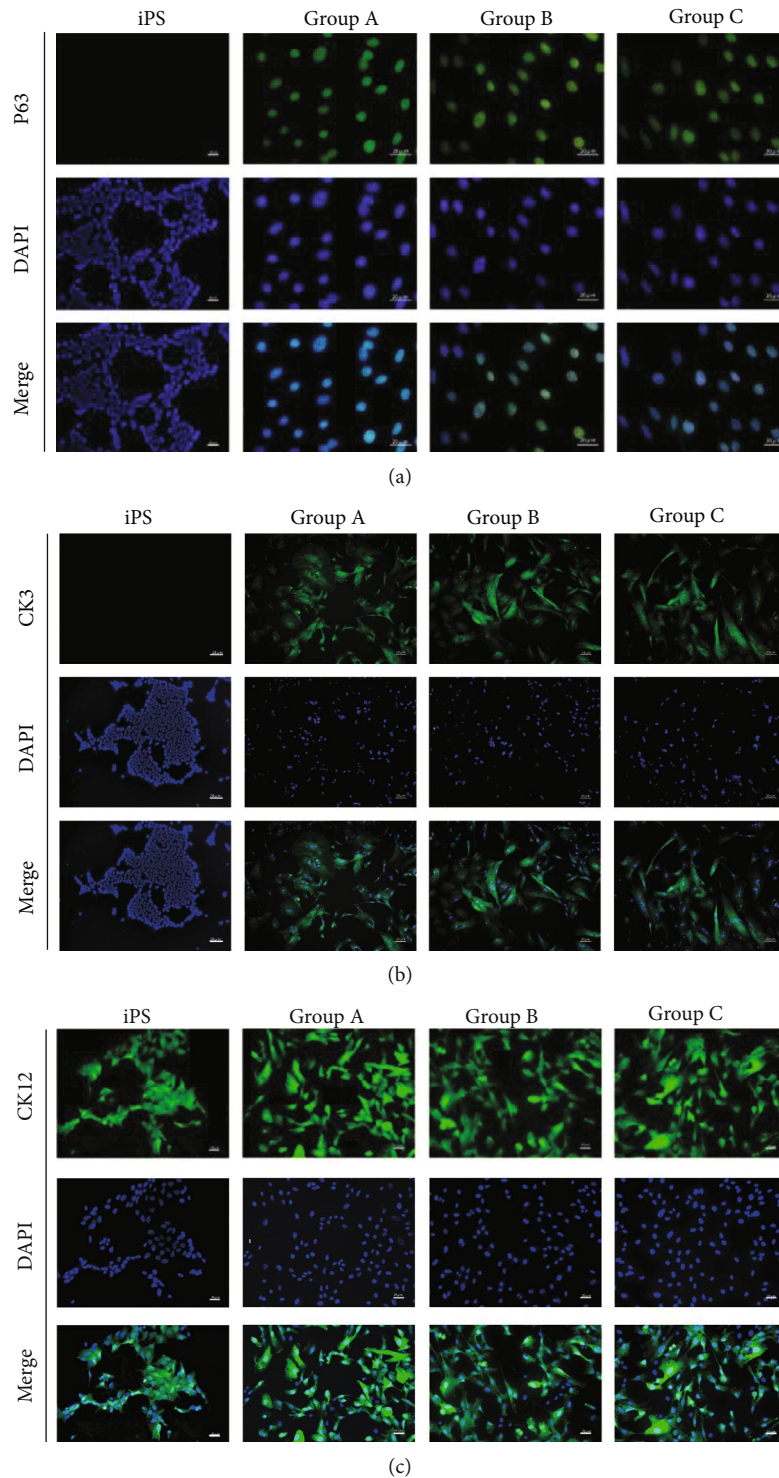 iPS Group A Group B Group C
P63
DAPI
Merge
(a)
iPS Group A Group B Group C
CK3
DAPI
Merge
(b)
iPS Group A Group B Group C
CK12
DAPI
Merge
(c)